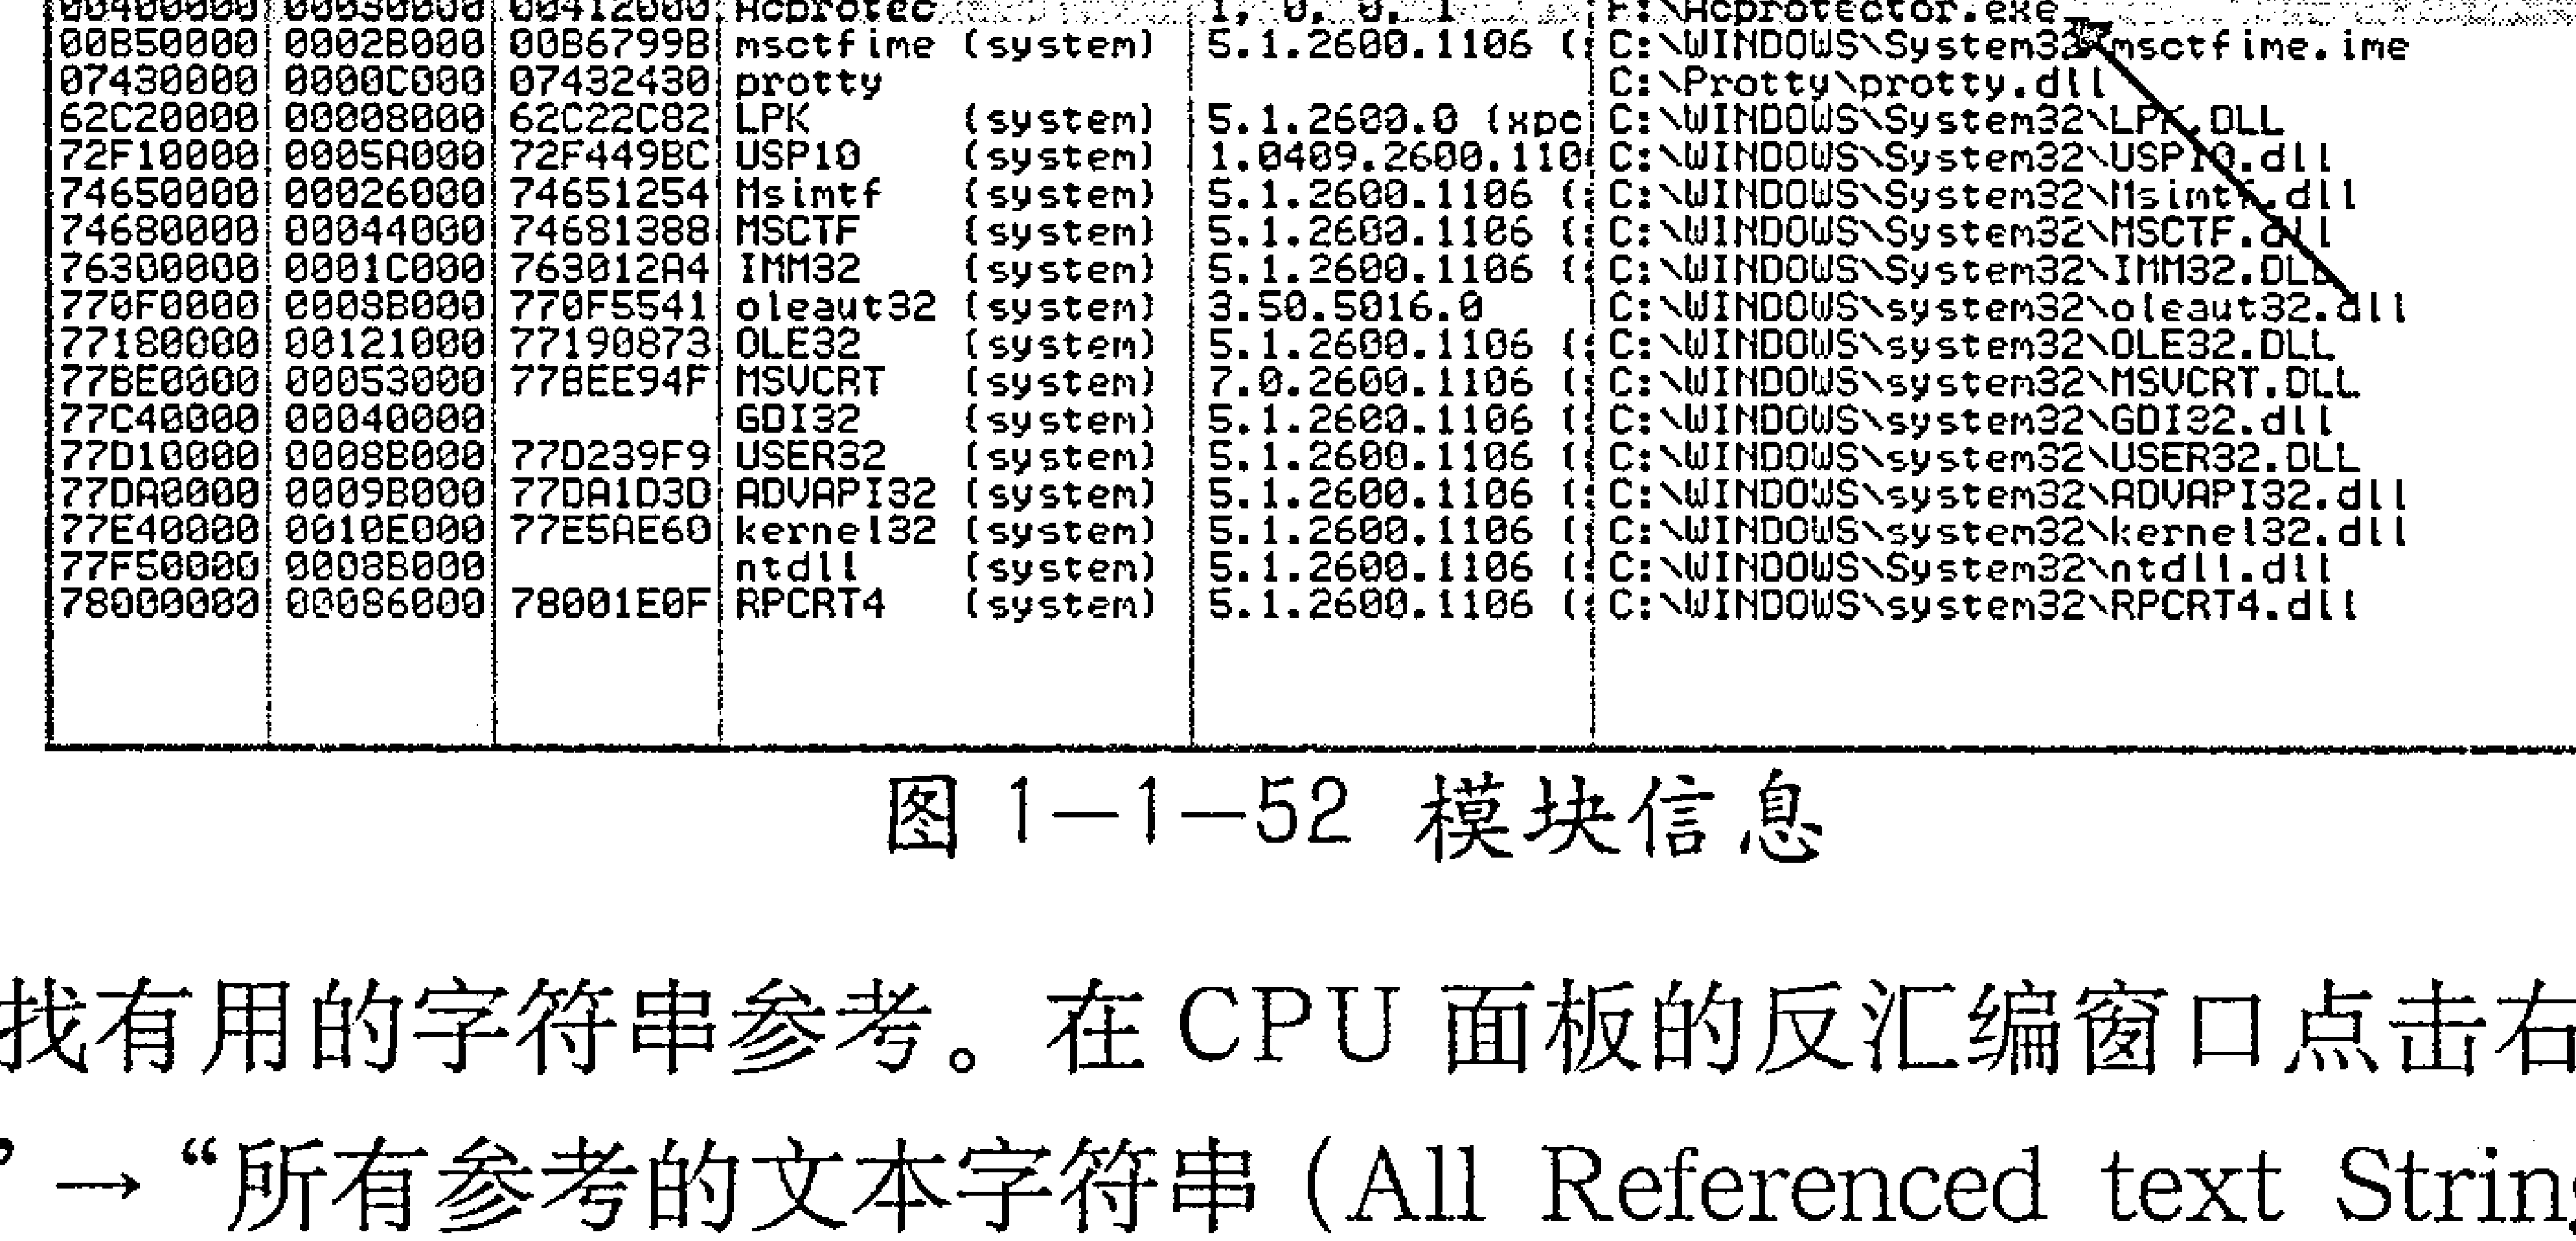 00400000 00030000 00412000 Acprotec 1, 0, 0, 1 F:\Acprotector.exe
00B50000 0002B000 00B6799B msctfime (system) 5.1.2600.1106 ( C:\WINDOWS\System32\msctfime.ime
07430000 0000C000 07432430 protty C:\Protty\protty.dll
62C20000 00008000 62C22C82 LPK (system) 5.1.2600.0 (xpc C:\WINDOWS\System32\LPK.DLL
72F10000 0005A000 72F449BC USP10 (system) 1.0409.2600.110 C:\WINDOWS\System32\USP10.dll
74650000 00026000 74651254 Msimtf (system) 5.1.2600.1106 ( C:\WINDOWS\System32\Msimtf.dll
74680000 00044000 74681388 MSCTF (system) 5.1.2600.1106 ( C:\WINDOWS\System32\MSCTF.dll
76300000 0001C000 763012A4 IMM32 (system) 5.1.2600.1106 ( C:\WINDOWS\System32\IMM32.DLL
770F0000 0008B000 770F5541 oleaut32 (system) 3.50.5016.0 C:\WINDOWS\system32\oleaut32.dll
77180000 00121000 77190873 OLE32 (system) 5.1.2600.1106 ( C:\WINDOWS\system32\OLE32.DLL
77BE0000 00053000 77BEE94F MSVCRT (system) 7.0.2600.1106 ( C:\WINDOWS\system32\MSVCRT.DLL
77C40000 00040000 GDI32 (system) 5.1.2600.1106 ( C:\WINDOWS\system32\GDI32.dll
77D10000 0008B000 77D239F9 USER32 (system) 5.1.2600.1106 ( C:\WINDOWS\system32\USER32.DLL
77DA0000 0009B000 77DA1D3D ADVAPI32 (system) 5.1.2600.1106 ( C:\WINDOWS\system32\ADVAPI32.dll
77E40000 0010E000 77E5AE60 kernel32 (system) 5.1.2600.1106 ( C:\WINDOWS\system32\kernel32.dll
77F50000 0008B000 ntdll (system) 5.1.2600.1106 ( C:\WINDOWS\System32\ntdll.dll
78000000 00086000 78001E0F RPCRT4 (system) 5.1.2600.1106 ( C:\WINDOWS\system32\RPCRT4.dll
图 1—1—52 模块信息
找有用的字符串参考。在 CPU 面板的反汇编窗口点击右
”→“所有参考的文本字符串 (All Referenced text String